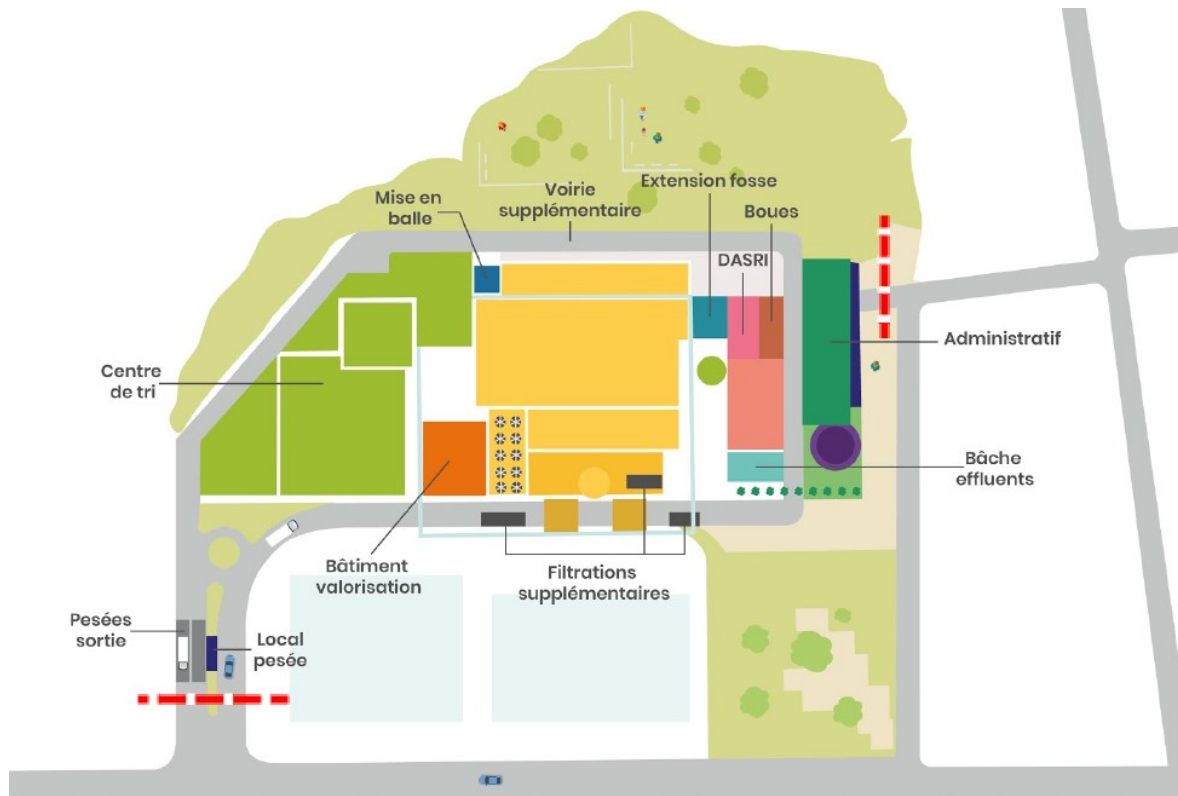 Extension fosse
Mise en
balle
Voirie
supplémentaire
Boues
DASRI
Administratif
Centre
de tri
Bâche
effluents
Bâtiment
valorisation
Filtrations
supplémentaires
Pesées
sortie
Local
pesée